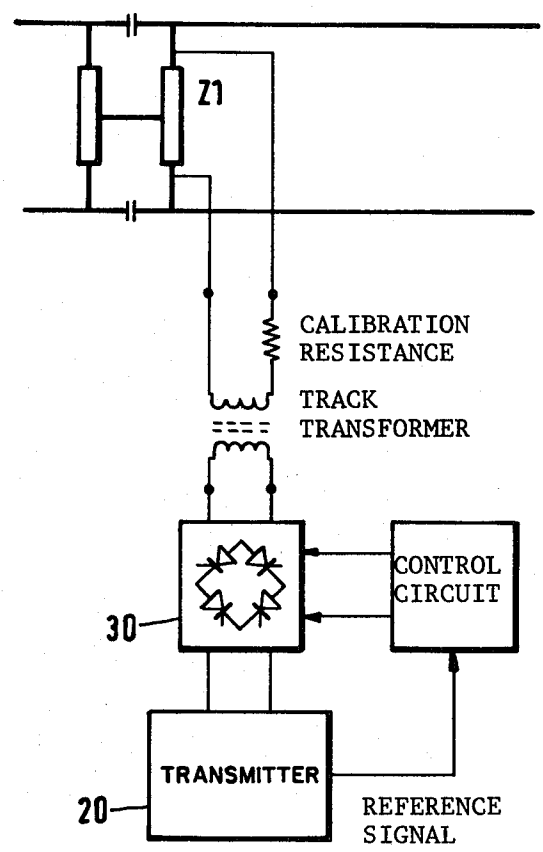 Z1
CALIBRATION
RESISTANCE
TRACK
TRANSFORMER
CONTROL
CIRCUIT
30
TRANSMITTER
20
REFERENCE
SIGNAL